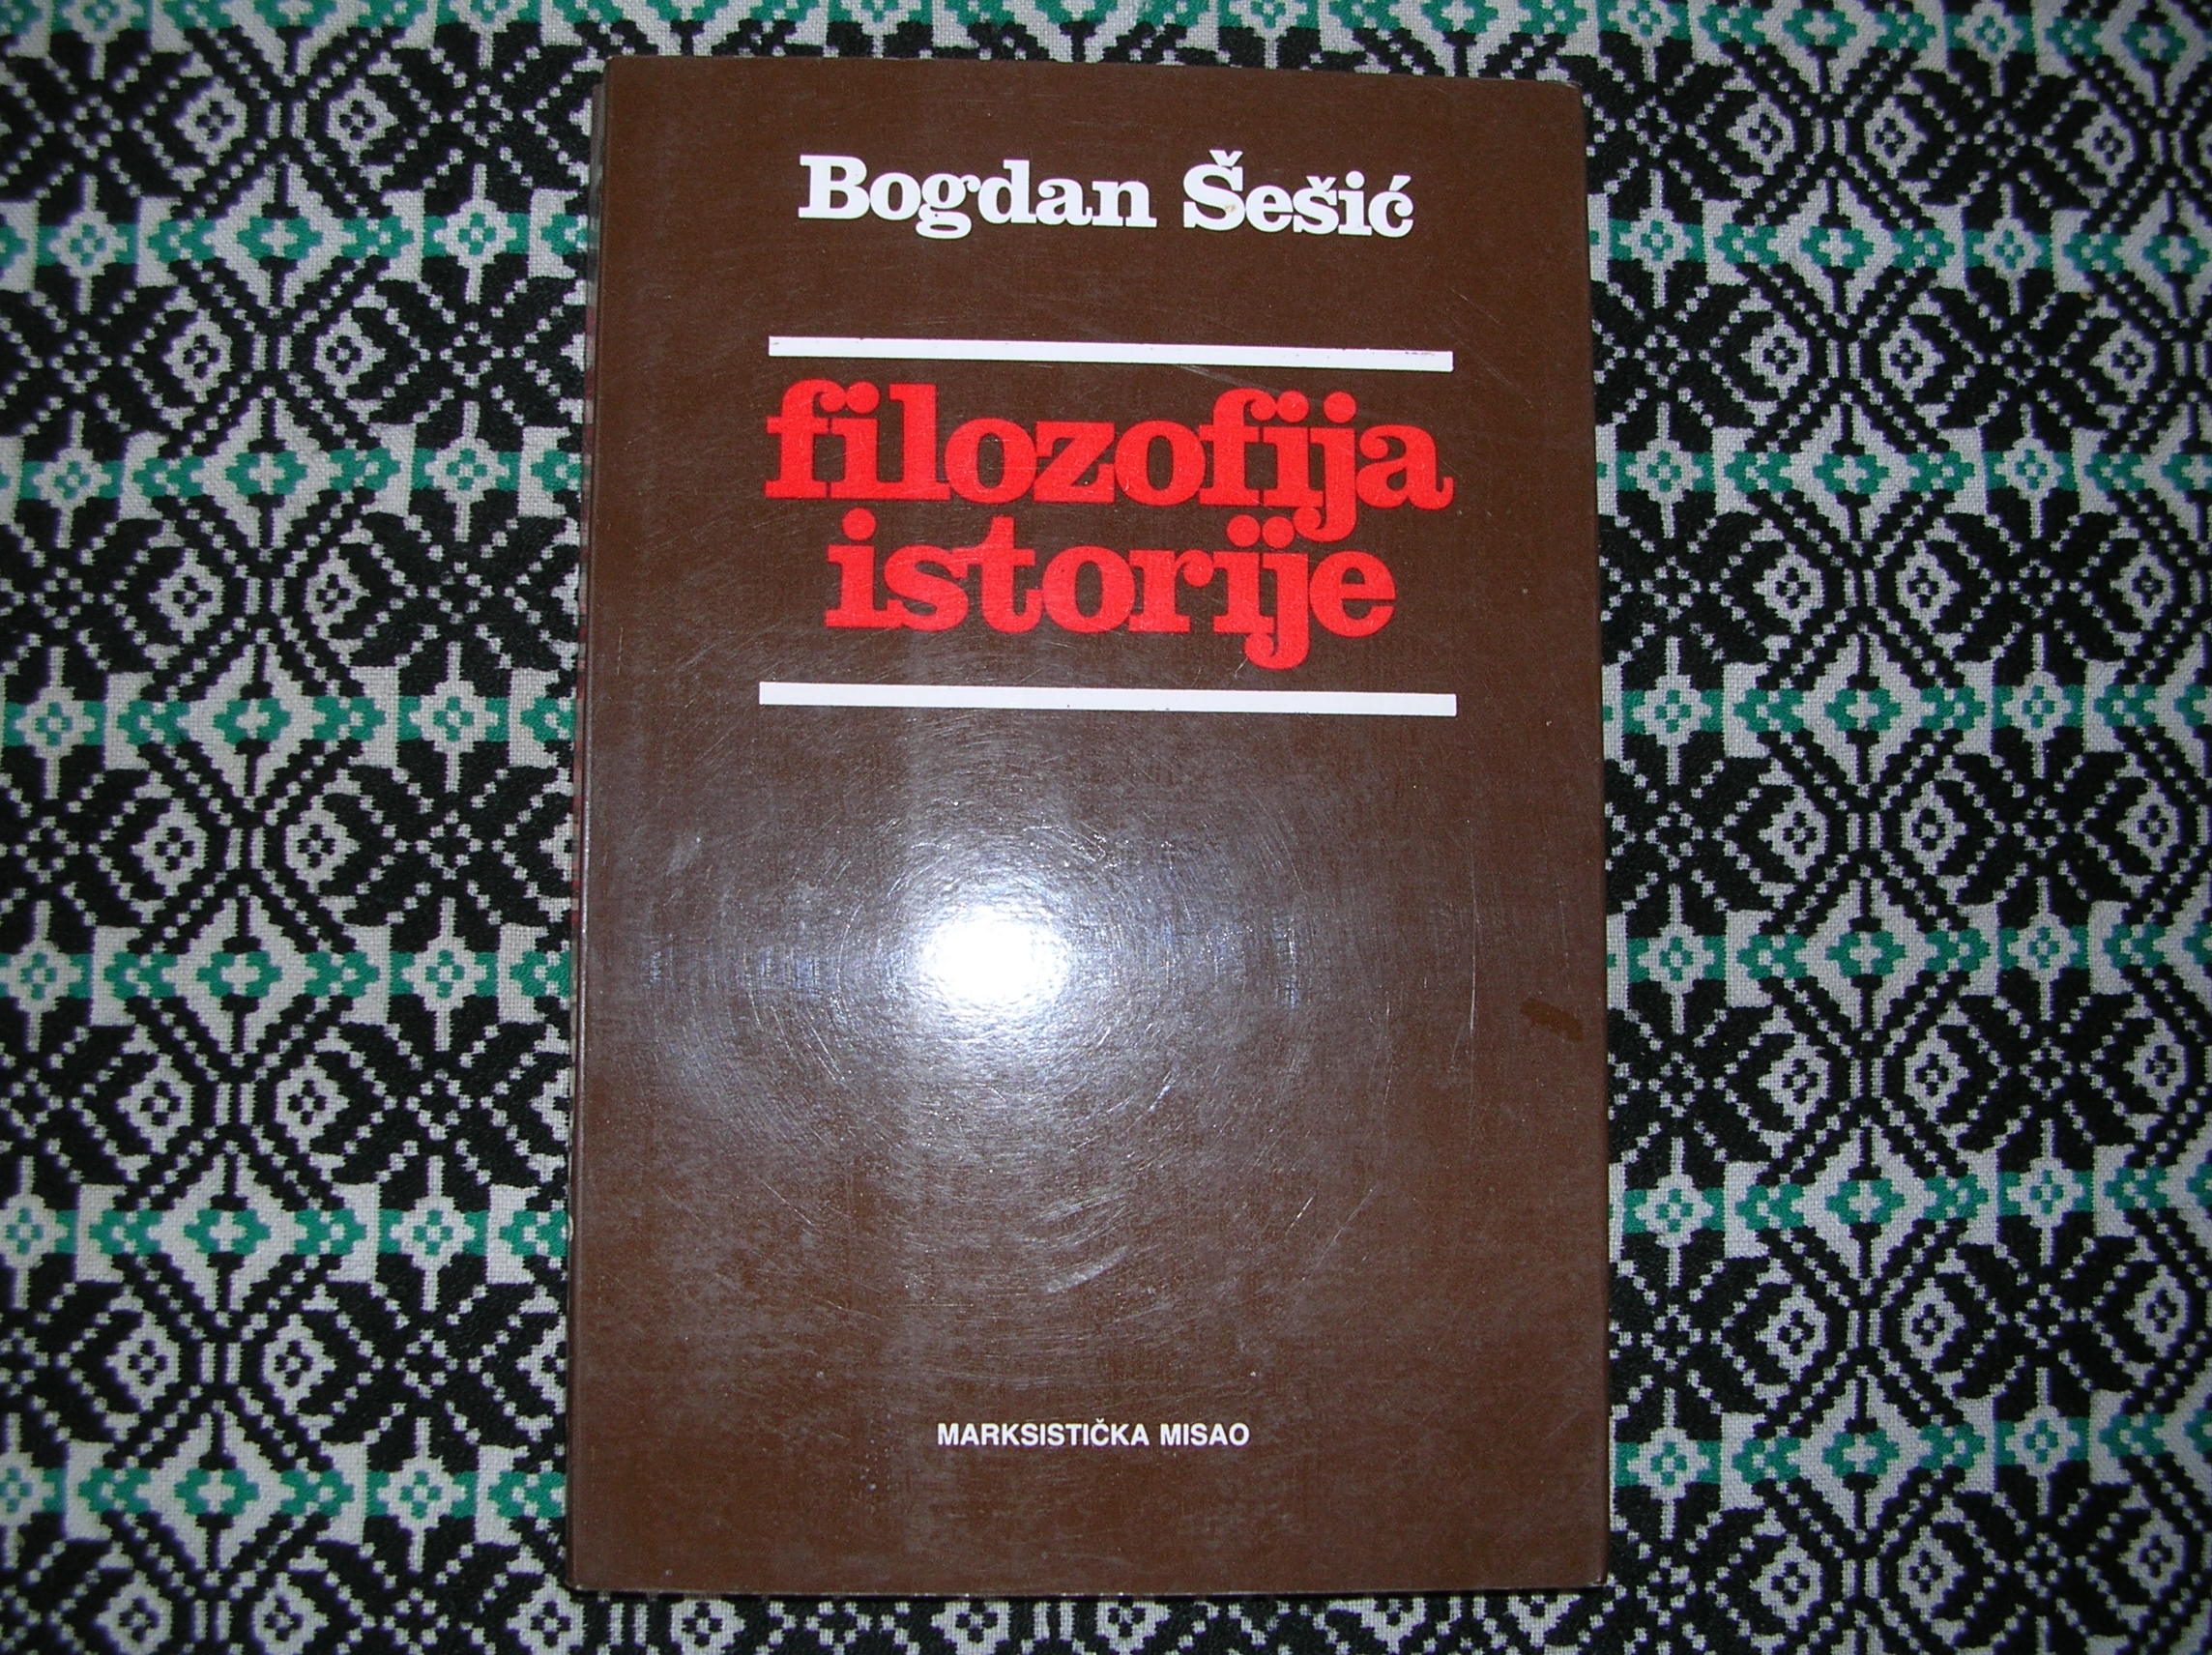 Bogdan Šešić
filozofija
istorije
MARKSISTIČKA MISAO